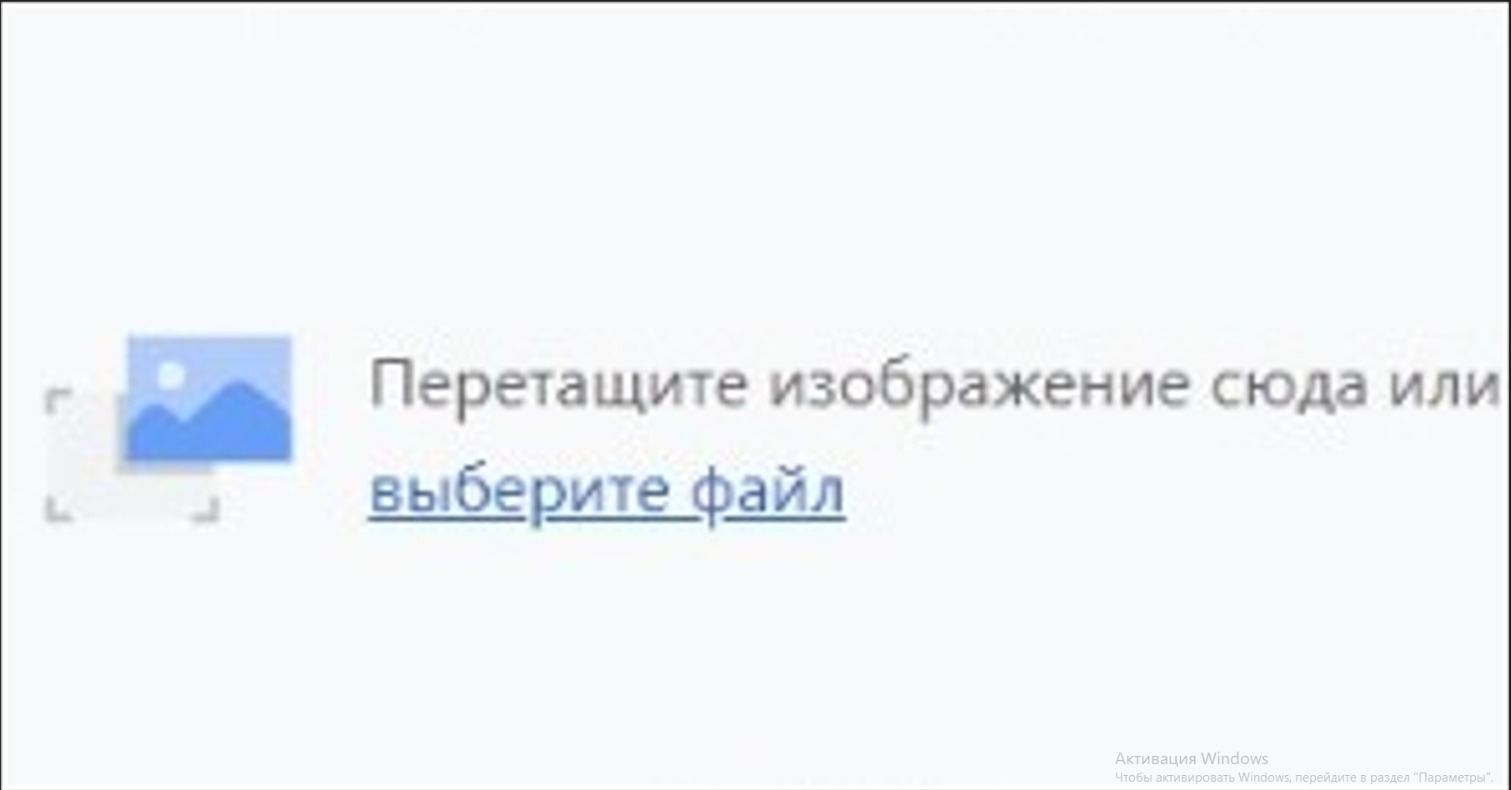 Перетащите изображение сюда или
выберите файл
Активация Windows
Чтобы активировать Windows, перейдите в раздел "Параметры".